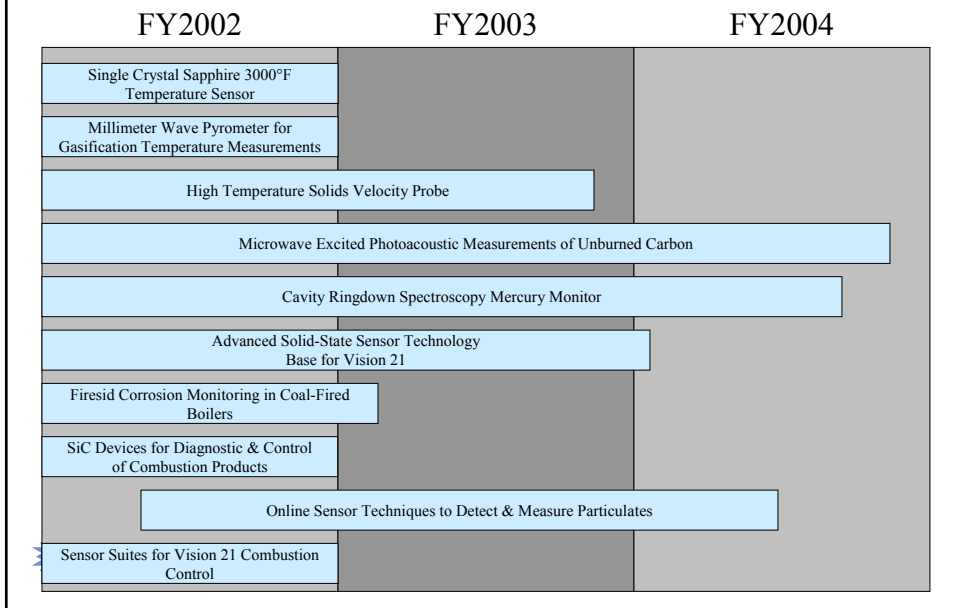 FY2002 FY2003 FY2004
Single Crystal Sapphire 3000°F
Temperature Sensor
Millimeter Wave Pyrometer for
Gasification Temperature Measurements
High Temperature Solids Velocity Probe
Microwave Excited Photoacoustic Measurements of Unburned Carbon
Cavity Ringdown Spectroscopy Mercury Monitor
Advanced Solid-State Sensor Technology
Base for Vision 21
Firesid Corrosion Monitoring in Coal-Fired
Boilers
SiC Devices for Diagnostic & Control
of Combustion Products
Online Sensor Techniques to Detect & Measure Particulates
Sensor Suites for Vision 21 Combustion
Control